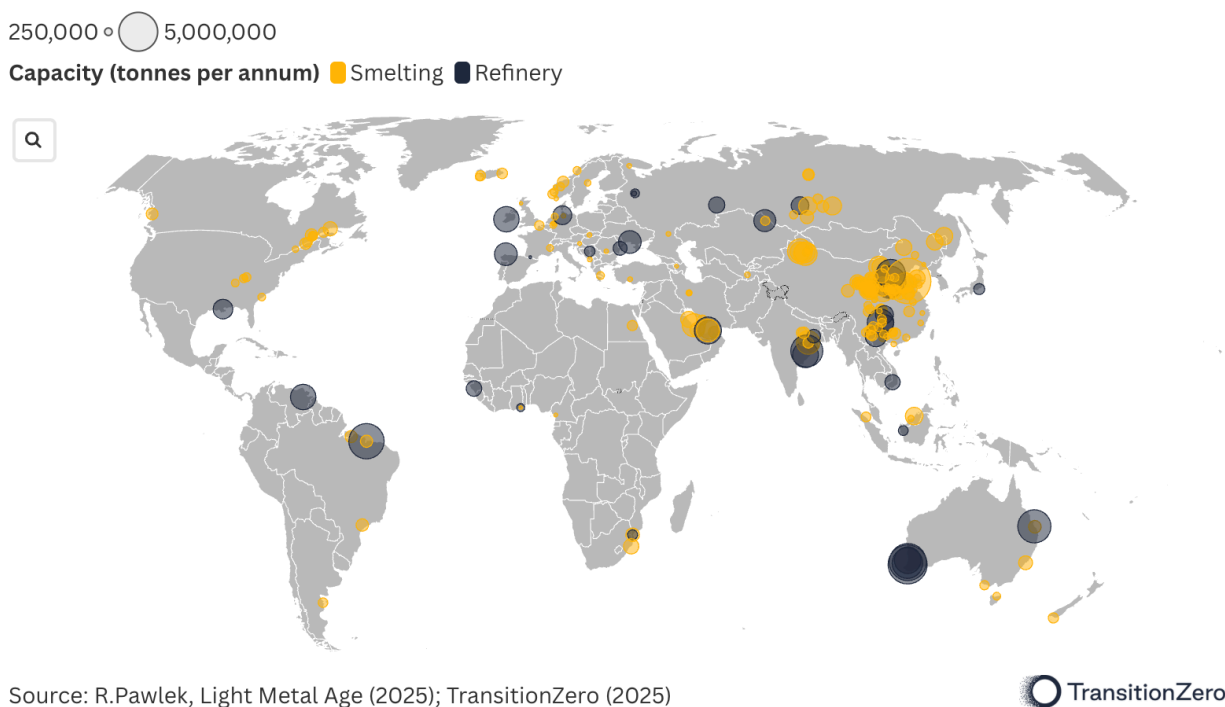 250,000 5,000,000
Capacity (tonnes per annum) Smelting Refinery
Source: R.Pawlek, Light Metal Age (2025); TransitionZero (2025)
TransitionZero